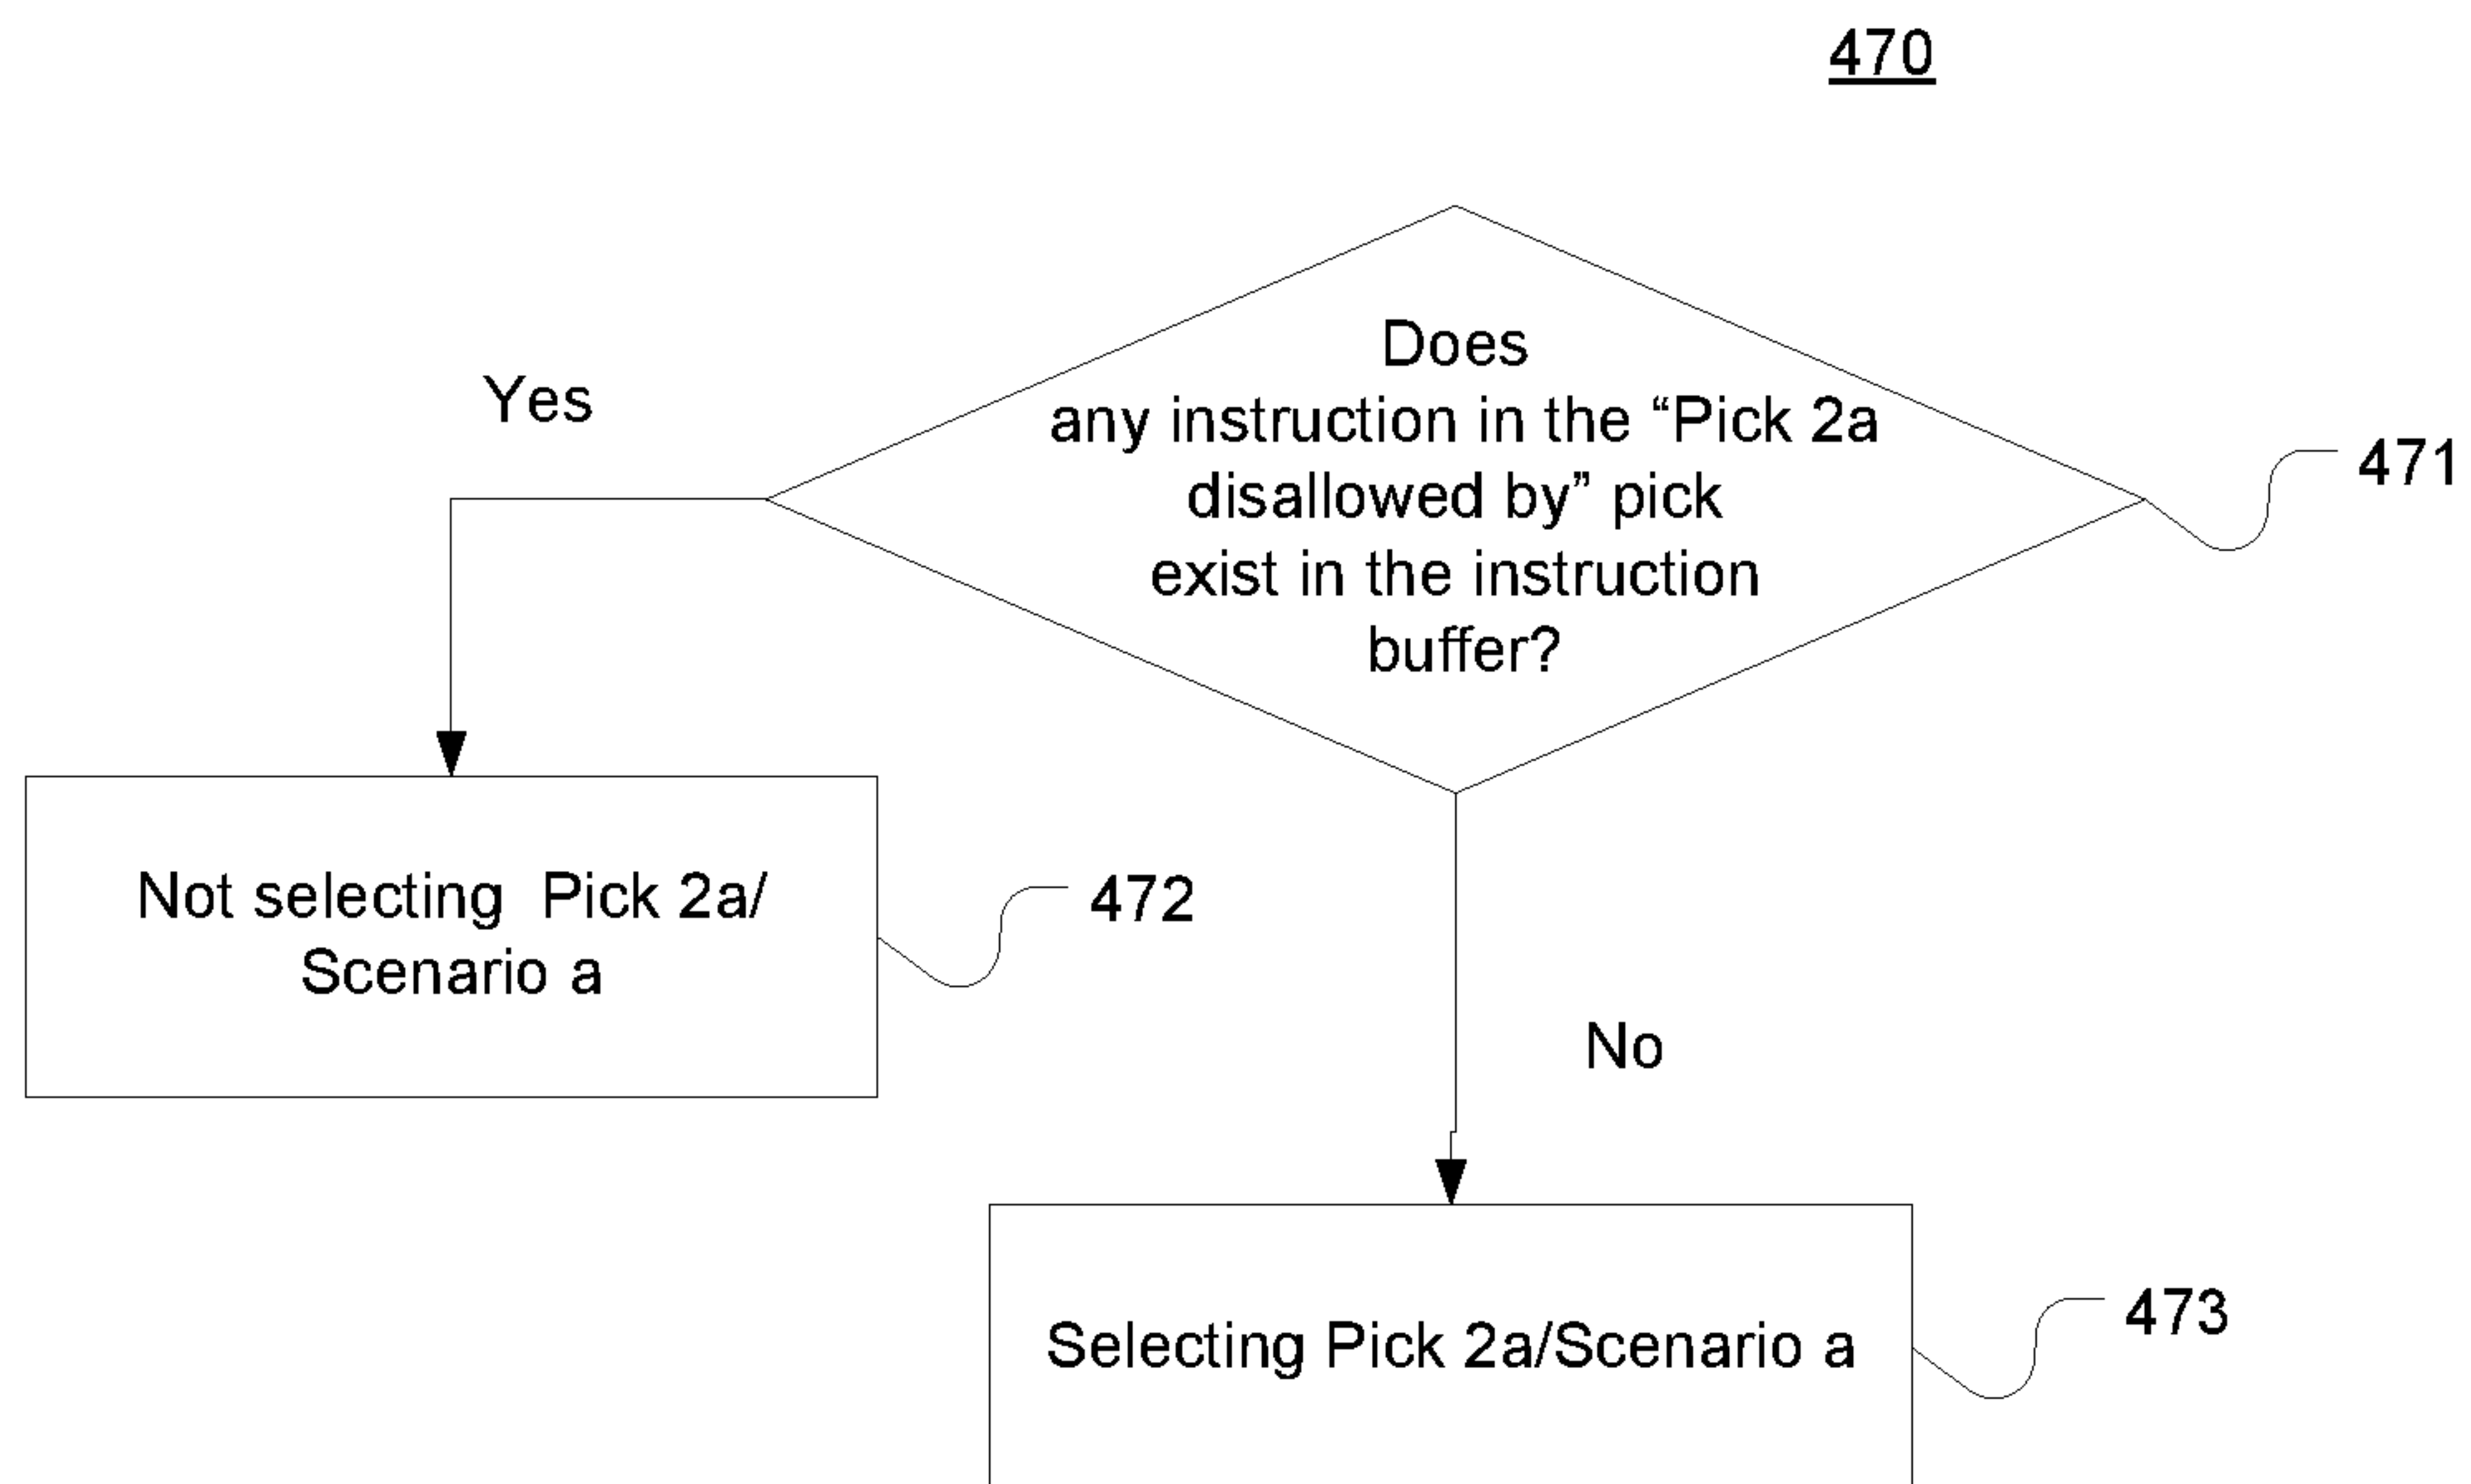 470
Does
any instruction in the “Pick 2a
disallowed by” pick
exist in the instruction
buffer?
Yes
471
Not selecting Pick 2a/
Scenario a
472
No
Selecting Pick 2a/Scenario a
473